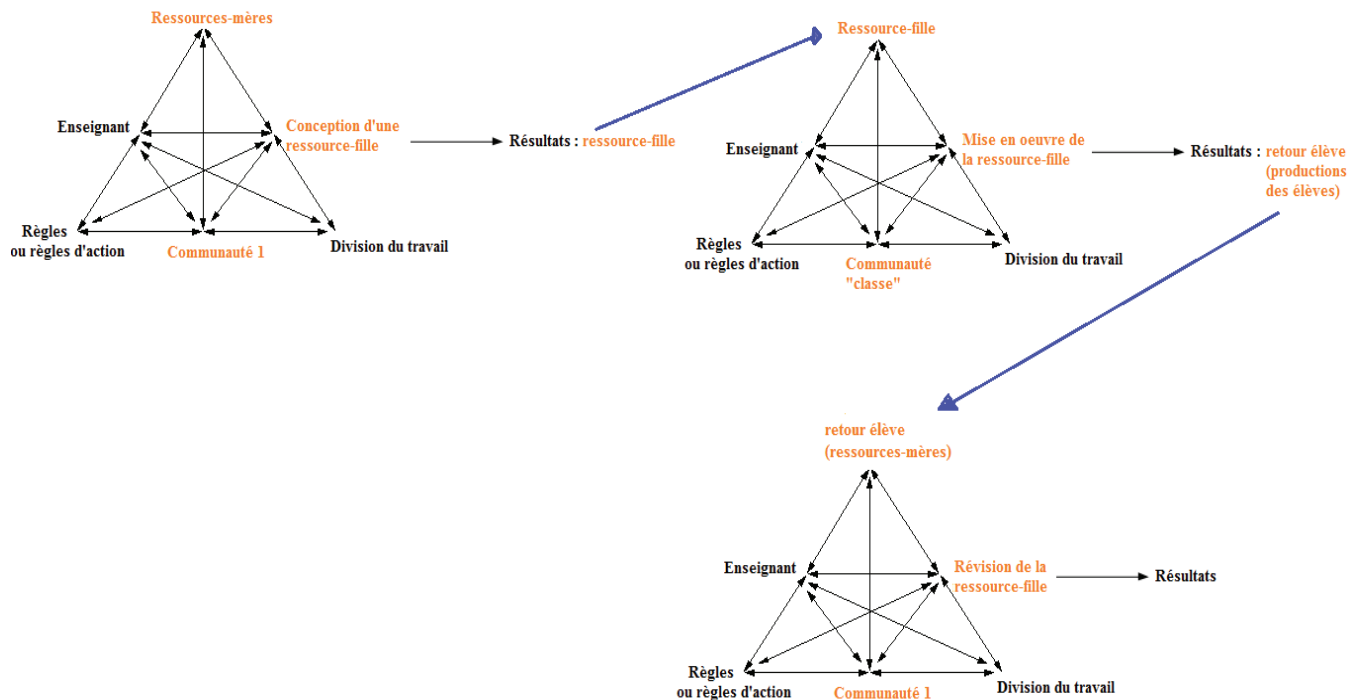 Ressources-mères
Enseignant
Conception d'une
ressource-fille
Résultats : ressource-fille
Règles
ou règles d'action
Communauté 1
Division du travail
Ressource-fille
Enseignant
Mise en oeuvre de
la ressource-fille
Résultats : retour élève
(productions
des élèves)
Règles
ou règles d'action
Communauté
"classe"
Division du travail
retour élève
(ressources-mères)
Enseignant
Révision de la
ressource-fille
Résultats
Règles
ou règles d'action
Communauté 1
Division du travail